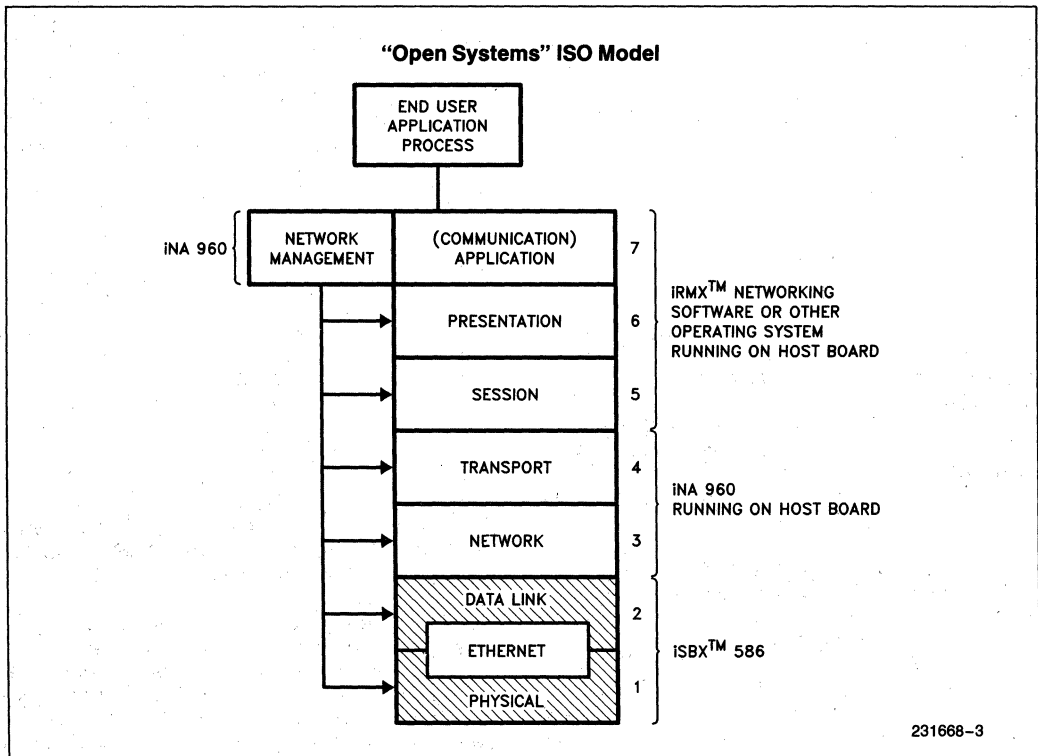 “Open Systems” ISO Model
END USER
APPLICATION
PROCESS
iNA 960
NETWORK
MANAGEMENT
(COMMUNICATION)
APPLICATION
7
PRESENTATION
6
SESSION
5
iRMX™ NETWORKING
SOFTWARE OR OTHER
OPERATING SYSTEM
RUNNING ON HOST BOARD
TRANSPORT
4
NETWORK
3
iNA 960
RUNNING ON HOST BOARD
DATA LINK
2
ETHERNET
PHYSICAL
1
iSBX™ 586
231668–3